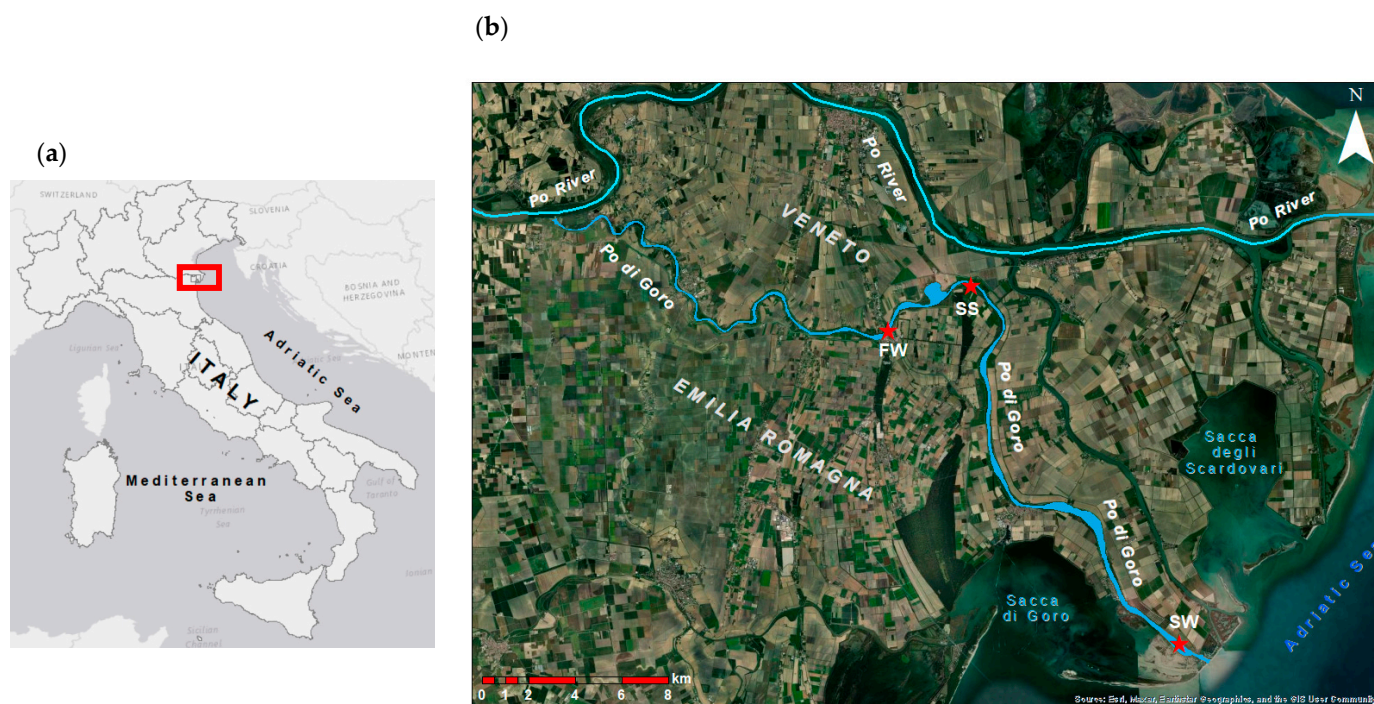 (b)
(a)
SWITZERLAND
SLOVENIA
CROATIA
BOSNIA AND
HERZEGOVINA
MONTEN
Ligurian Sea
Adriatic Sea
ITALY
Mediterranean
Sea
Tyrrhenian
Sea
Gulf of
Taranto
Ionian
Sicilian
Channel
N
Po River
Po River
Po River
VENETO
Po di Goro
SS
FW
Po di Goro
EMILIA ROMAGNA
Sacca
degli
Scardovari
Po di Goro
Sacca
di Goro
SW
Adriatic Sea
km
0 1 2 4 6 8
Source: Esri, Maxar, Earthstar Geographics, and the GIS User Community